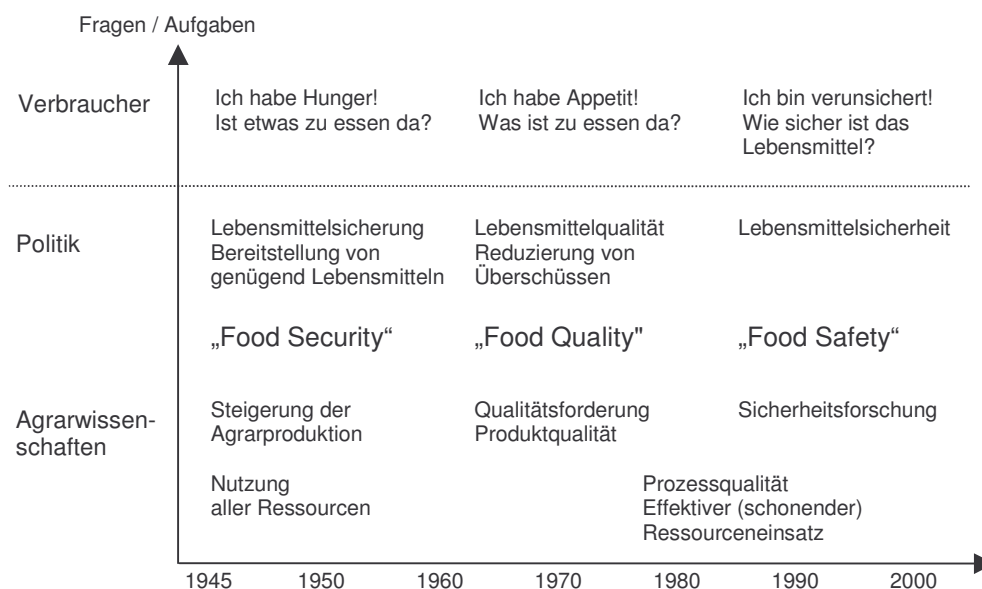 Fragen / Aufgaben
Verbraucher
Ich habe Hunger!
Ist etwas zu essen da?
Ich habe Appetit!
Was ist zu essen da?
Ich bin verunsichert!
Wie sicher ist das
Lebensmittel?
Politik
Lebensmittelsicherung
Bereitstellung von
genügend Lebensmitteln
Lebensmittelqualität
Reduzierung von
Überschüssen
Lebensmittelsicherheit
„Food Security“
„Food Quality"
„Food Safety“
Agrarwissen-
schaften
Steigerung der
Agrarproduktion
Qualitätsforderung
Produktqualität
Sicherheitsforschung
Nutzung
aller Ressourcen
Prozessqualität
Effektiver (schonender)
Ressourceneinsatz
1945 1950 1960 1970 1980 1990 2000